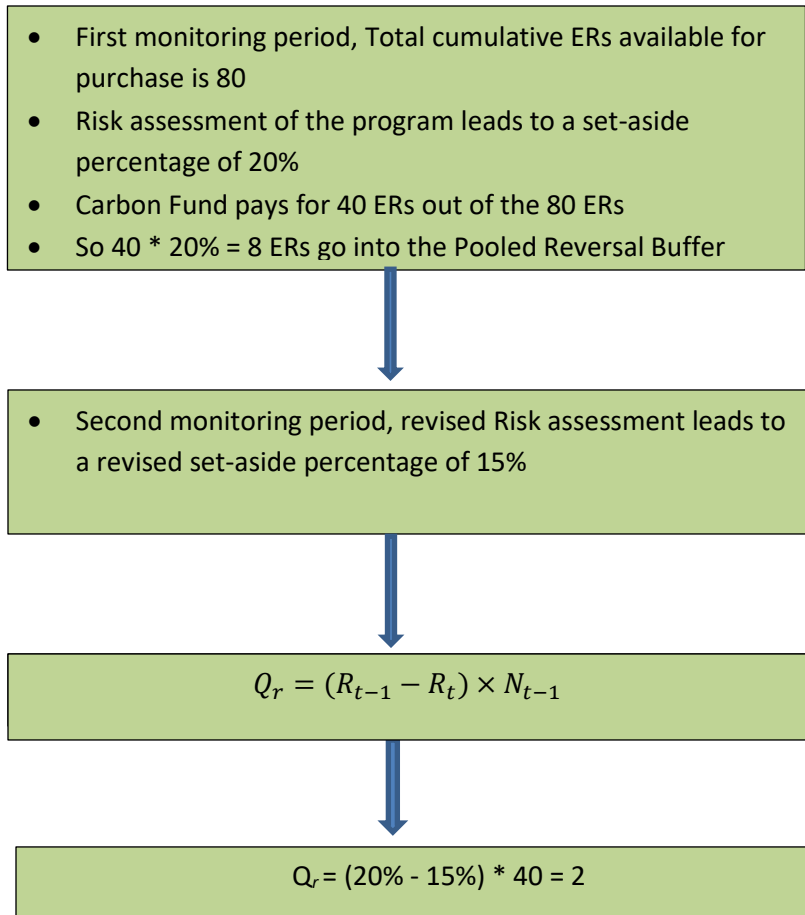 • First monitoring period, Total cumulative ERs available for
purchase is 80
• Risk assessment of the program leads to a set-aside
percentage of 20%
• Carbon Fund pays for 40 ERs out of the 80 ERs
• So 40 * 20% = 8 ERs go into the Pooled Reversal Buffer
• Second monitoring period, revised Risk assessment leads to
a revised set-aside percentage of 15%
Qᵣ = (Rₜ₋₁ − Rₜ) × Nₜ₋₁
Qᵣ = (20% - 15%) * 40 = 2